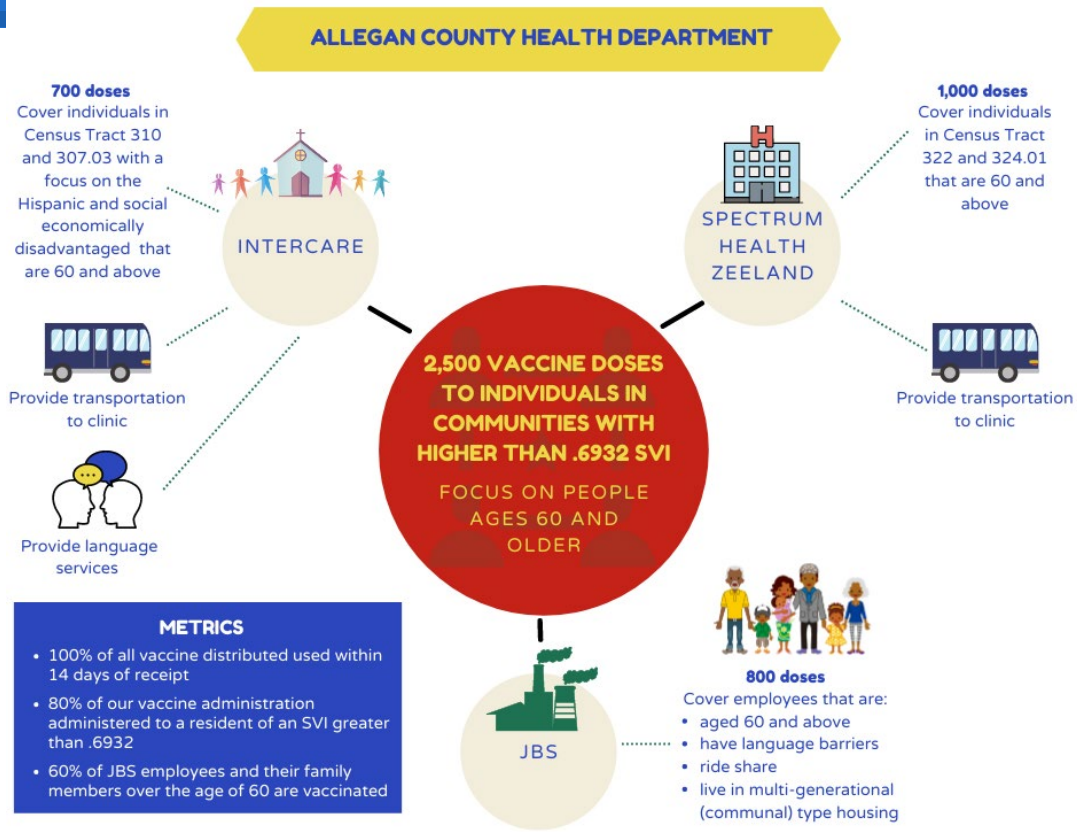 ALLEGAN COUNTY HEALTH DEPARTMENT
700 doses
Cover individuals in
Census Tract 310
and 307.03 with a
focus on the
Hispanic and social
economically
disadvantaged that
are 60 and above
INTERCARE
Provide transportation
to clinic
Provide language
services
H
SPECTRUM
HEALTH
ZEELAND
1,000 doses
Cover individuals
in Census Tract
322 and 324.01
that are 60 and
above
Provide transportation
to clinic
2,500 VACCINE DOSES
TO INDIVIDUALS IN
COMMUNITIES WITH
HIGHER THAN .6932 SVI
FOCUS ON PEOPLE
AGES 60 AND
OLDER
METRICS
• 100% of all vaccine distributed used within
14 days of receipt
• 80% of our vaccine administration
administered to a resident of an SVI greater
than .6932
• 60% of JBS employees and their family
members over the age of 60 are vaccinated
JBS
800 doses
Cover employees that are:
• aged 60 and above
• have language barriers
• ride share
• live in multi-generational
(communal) type housing